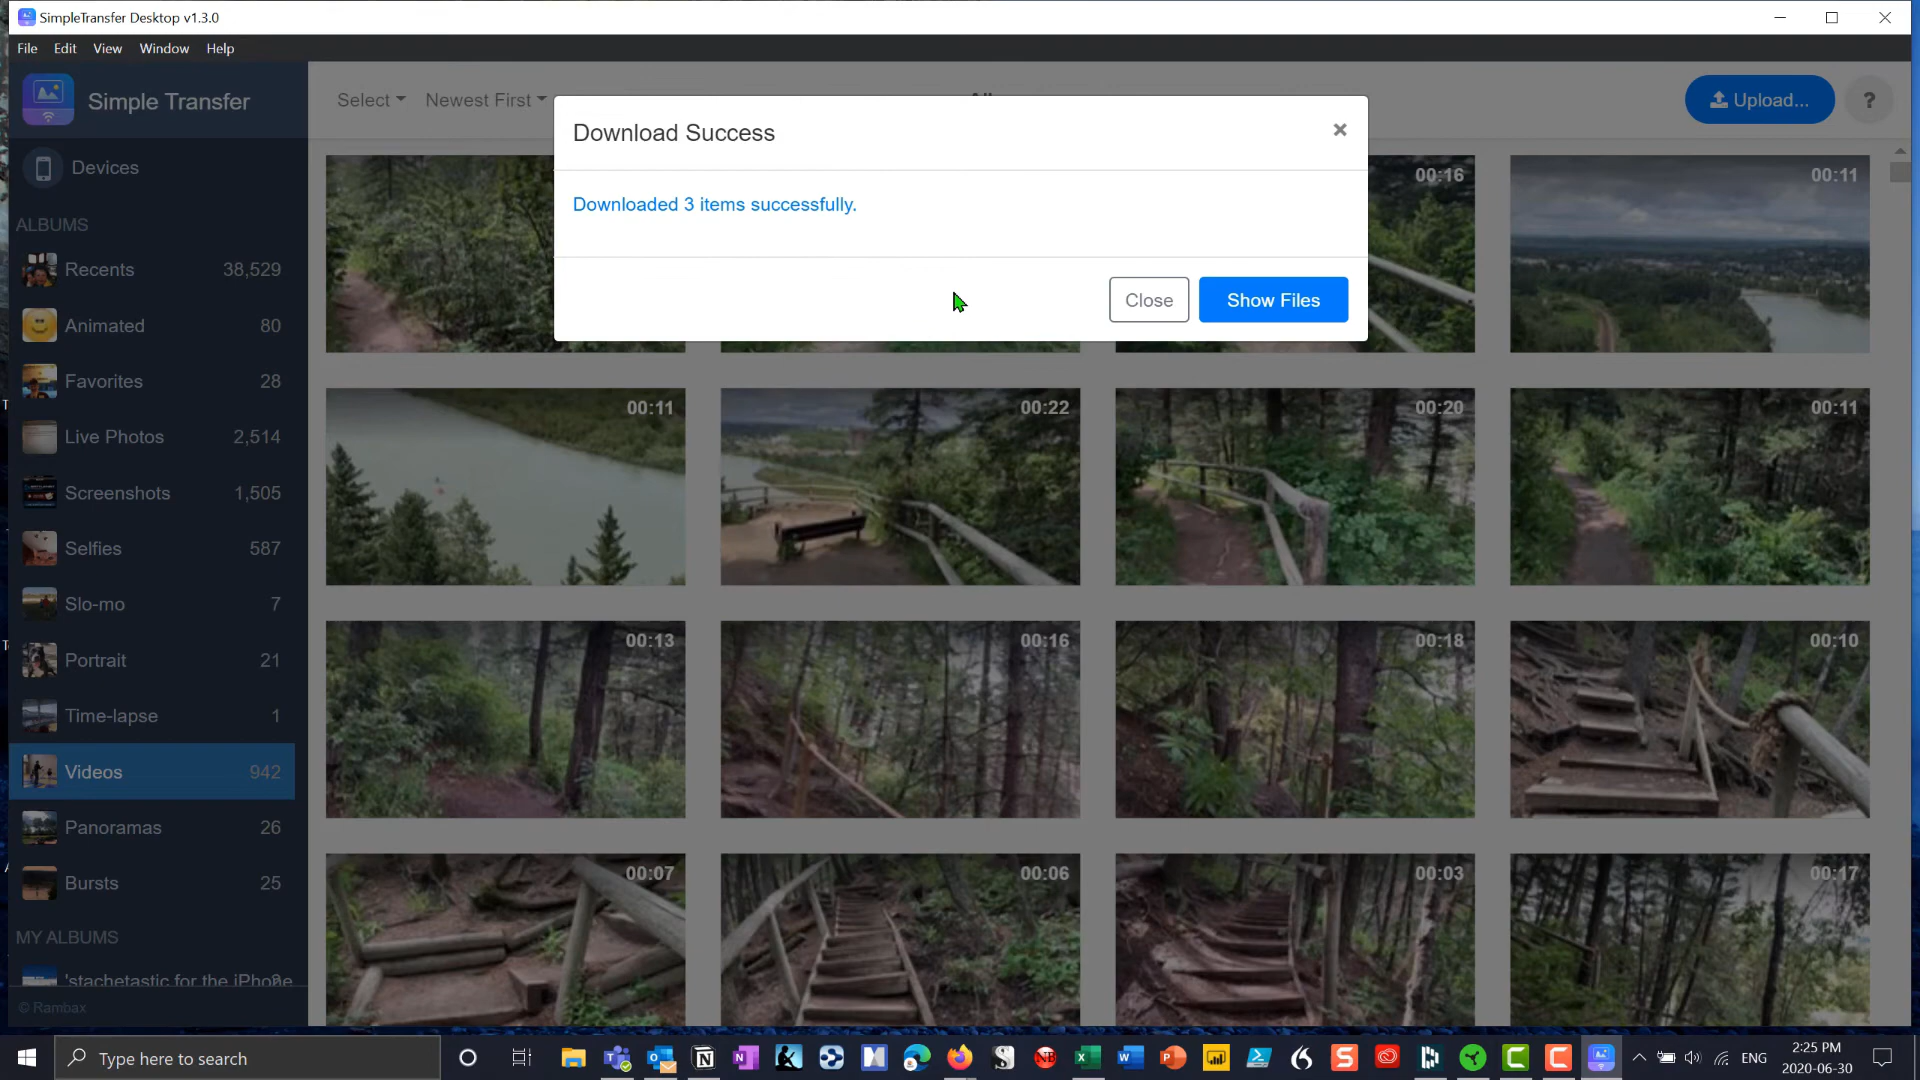 SimpleTransfer Desktop v1.3.0
File Edit View Window Help
Simple Transfer
Select Newest First
Upload... ?
Download Success ×
Downloaded 3 items successfully.
Close Show Files
Devices
ALBUMS
Recents 38,529
Animated 80
Favorites 28
Live Photos 2,514
Screenshots 1,505
Selfies 587
Slo-mo 7
Portrait 21
Time-lapse 1
Videos 942
Panoramas 26
Bursts 25
MY ALBUMS
'stachetastic for the iPhone
© Rambax
00:16 00:11
00:11 00:22 00:20 00:11
00:13 00:16 00:18 00:10
00:07 00:06 00:03 00:17
Type here to search
ENG
2:25 PM
2020-06-30